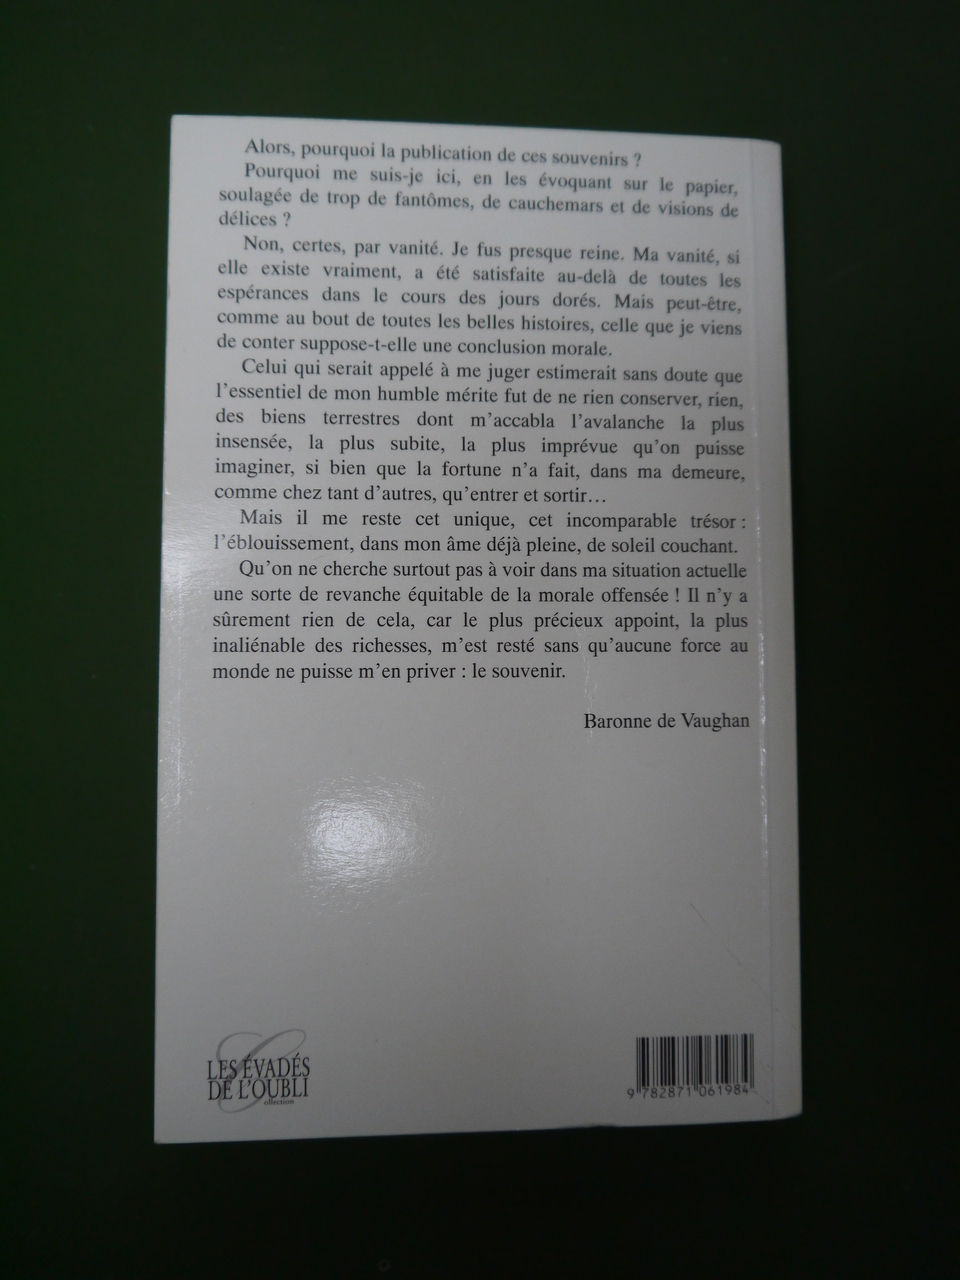 Alors, pourquoi la publication de ces souvenirs ?
Pourquoi me suis-je ici, en les évoquant sur le papier,
soulagée de trop de fantômes, de cauchemars et de visions de
délices ?
Non, certes, par vanité. Je fus presque reine. Ma vanité, si
elle existe vraiment, a été satisfaite au-delà de toutes les
espérances dans le cours des jours dorés. Mais peut-être,
comme au bout de toutes les belles histoires, celle que je viens
de conter suppose-t-elle une conclusion morale.
Celui qui serait appelé à me juger estimerait sans doute que
l'essentiel de mon humble mérite fut de ne rien conserver, rien,
des biens terrestres dont m'accabla l'avalanche la plus
insensée, la plus subite, la plus imprévue qu'on puisse
imaginer, si bien que la fortune n'a fait, dans ma demeure,
comme chez tant d'autres, qu'entrer et sortir…
Mais il me reste cet unique, cet incomparable trésor :
l'éblouissement, dans mon âme déjà pleine, de soleil couchant.
Qu'on ne cherche surtout pas à voir dans ma situation actuelle
une sorte de revanche équitable de la morale offensée ! Il n'y a
sûrement rien de cela, car le plus précieux appoint, la plus
inaliénable des richesses, m'est resté sans qu'aucune force au
monde ne puisse m'en priver : le souvenir.
Baronne de Vaughan
LES ÉVADÉS
DE L'OUBLI
Collection
9 782871 061984